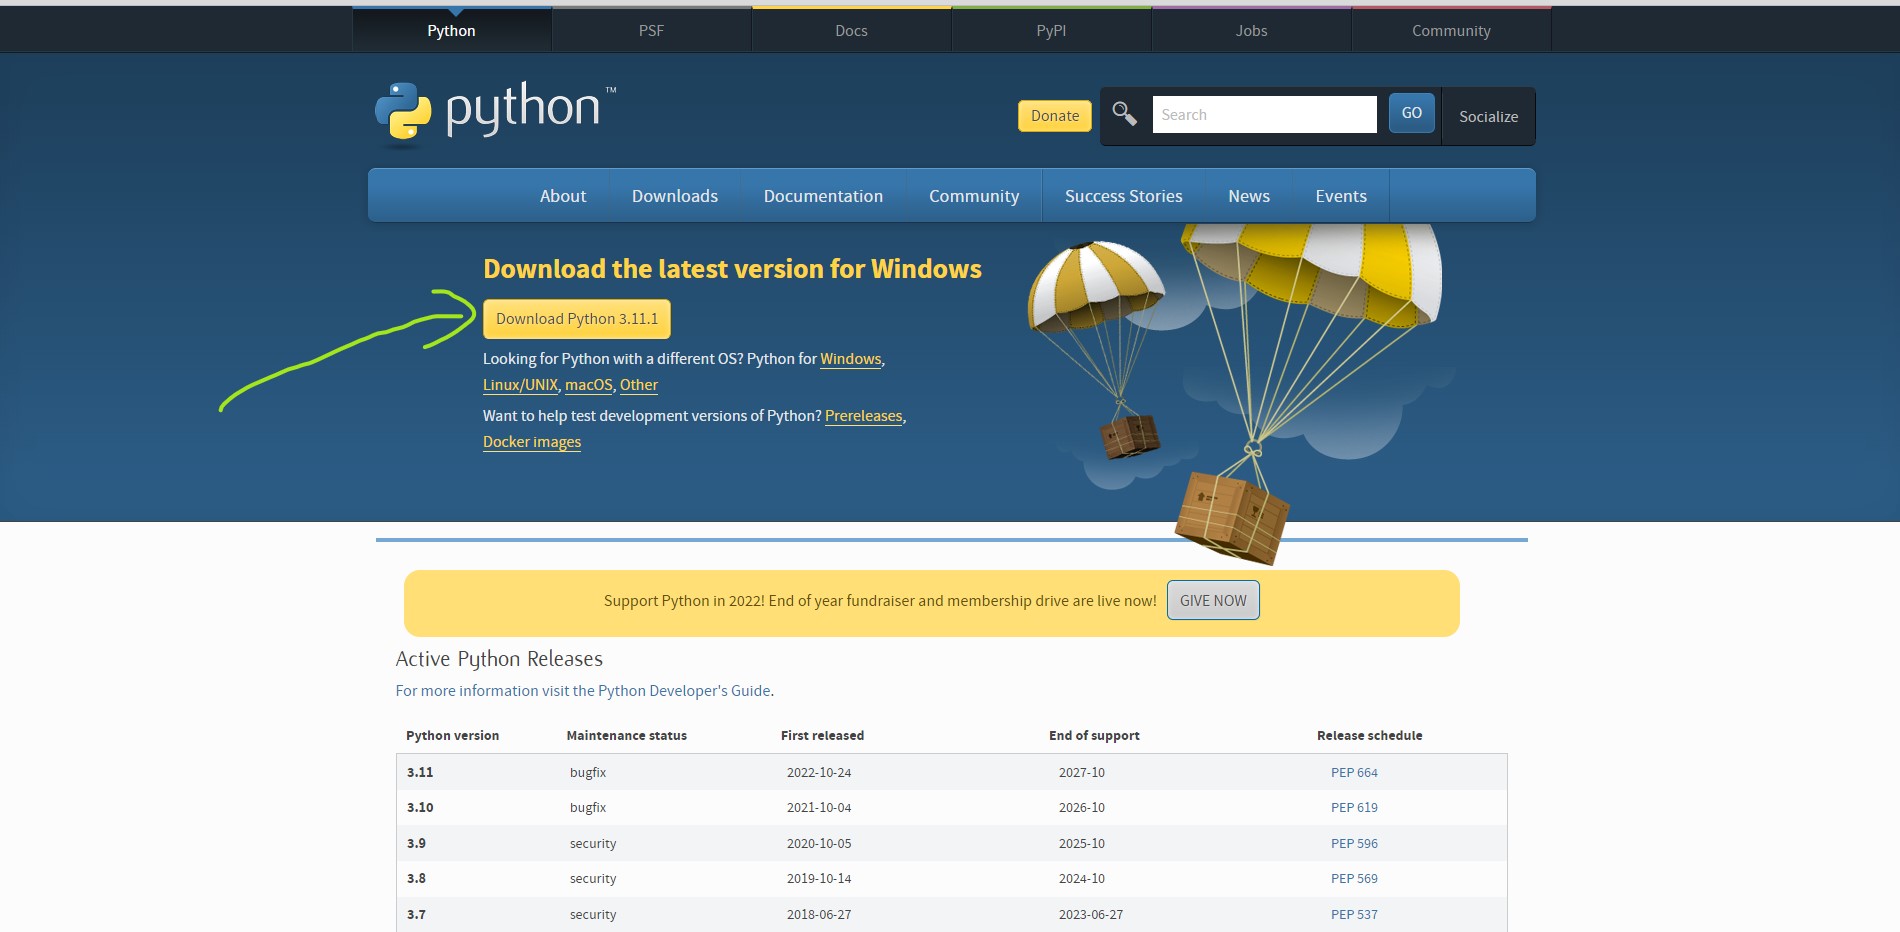 Python PSF Docs PyPI Jobs Community
python™
Donate Search GO Socialize
About Downloads Documentation Community Success Stories News Events
Download the latest version for Windows
Download Python 3.11.1
Looking for Python with a different OS? Python for Windows,
Linux/UNIX, macOS, Other
Want to help test development versions of Python? Prereleases,
Docker images
Support Python in 2022! End of year fundraiser and membership drive are live now! GIVE NOW
Active Python Releases
For more information visit the Python Developer's Guide.
Python version Maintenance status First released End of support Release schedule
3.11 bugfix 2022-10-24 2027-10 PEP 664
3.10 bugfix 2021-10-04 2026-10 PEP 619
3.9 security 2020-10-05 2025-10 PEP 596
3.8 security 2019-10-14 2024-10 PEP 569
3.7 security 2018-06-27 2023-06-27 PEP 537